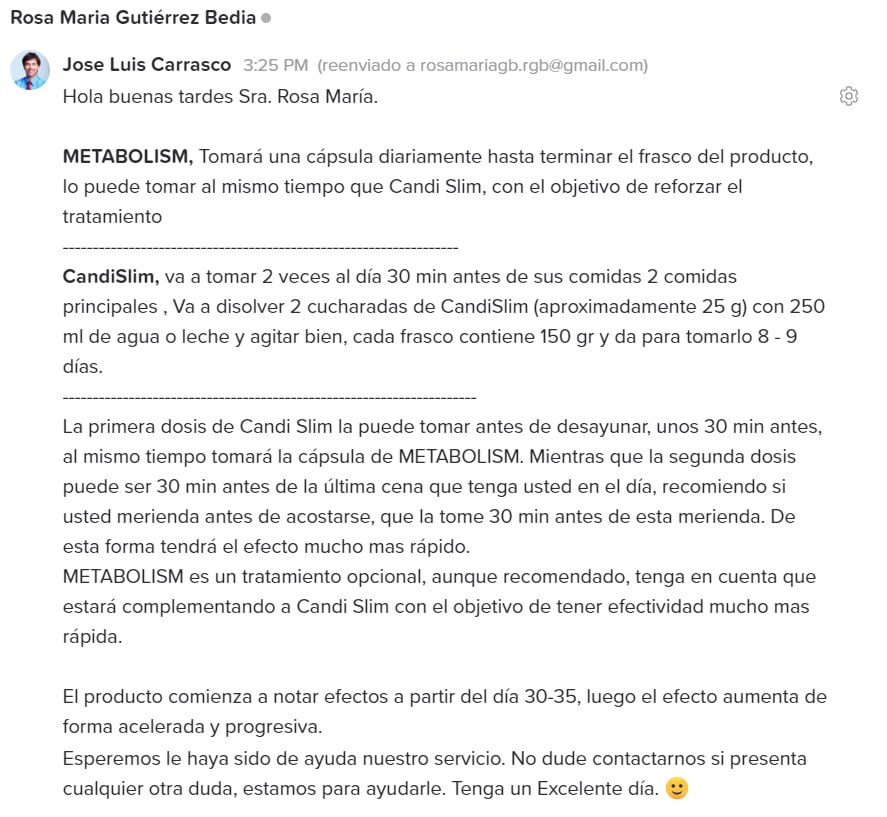 Rosa Maria Gutiérrez Bedia
Jose Luis Carrasco 3:25 PM (reenviado a rosamariagb.rgb@gmail.com)
Hola buenas tardes Sra. Rosa María.
METABOLISM, Tomará una cápsula diariamente hasta terminar el frasco del producto,
lo puede tomar al mismo tiempo que Candi Slim, con el objetivo de reforzar el
tratamiento
------------------------------------------------------------------
CandiSlim, va a tomar 2 veces al día 30 min antes de sus comidas 2 comidas
principales , Va a disolver 2 cucharadas de CandiSlim (aproximadamente 25 g) con 250
ml de agua o leche y agitar bien, cada frasco contiene 150 gr y da para tomarlo 8 - 9
días.
---------------------------------------------------------------------
La primera dosis de Candi Slim la puede tomar antes de desayunar, unos 30 min antes,
al mismo tiempo tomará la cápsula de METABOLISM. Mientras que la segunda dosis
puede ser 30 min antes de la última cena que tenga usted en el día, recomiendo si
usted merienda antes de acostarse, que la tome 30 min antes de esta merienda. De
esta forma tendrá el efecto mucho mas rápido.
METABOLISM es un tratamiento opcional, aunque recomendado, tenga en cuenta que
estará complementando a Candi Slim con el objetivo de tener efectividad mucho mas
rápida.
El producto comienza a notar efectos a partir del día 30-35, luego el efecto aumenta de
forma acelerada y progresiva.
Esperemos le haya sido de ayuda nuestro servicio. No dude contactarnos si presenta
cualquier otra duda, estamos para ayudarle. Tenga un Excelente día. 🙂